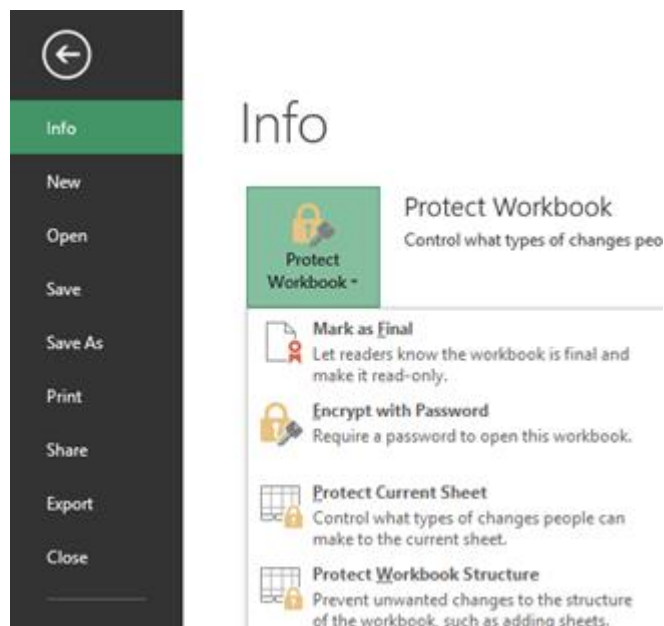 Info
New
Open
Save
Save As
Print
Share
Export
Close
Info
Protect
Workbook
Protect Workbook
Control what types of changes peo
Mark as Final
Let readers know the workbook is final and
make it read-only.
Encrypt with Password
Require a password to open this workbook.
Protect Current Sheet
Control what types of changes people can
make to the current sheet.
Protect Workbook Structure
Prevent unwanted changes to the structure
of the workbook, such as adding sheets.